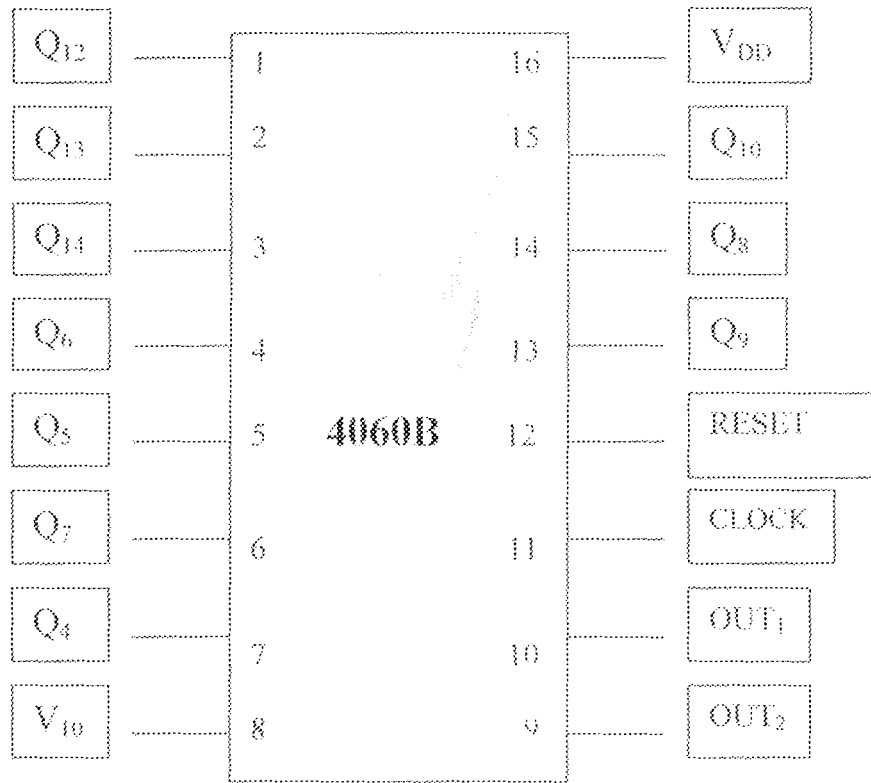 Q12 1 16 VDD
Q13 2 15 Q10
Q14 3 14 Q8
Q6 4 13 Q9
Q5 5 4060B 12 RESET
Q7 6 11 CLOCK
Q4 7 10 OUT1
V10 8 9 OUT2